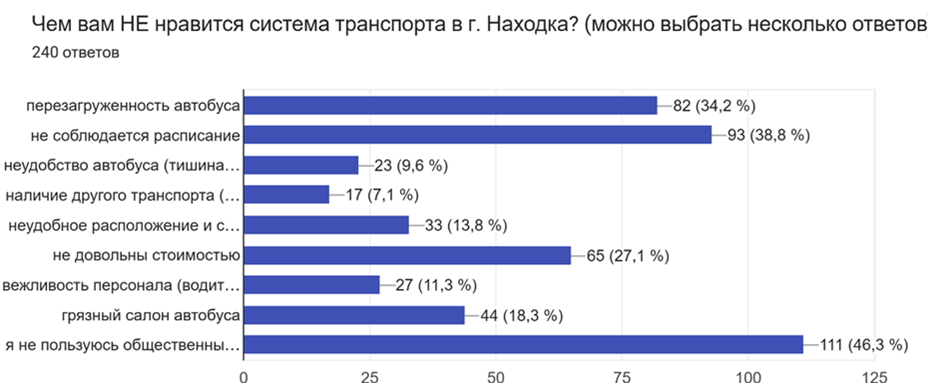 Чем вам НЕ нравится система транспорта в г. Находка? (можно выбрать несколько ответов)
240 ответов
перезагруженность автобуса 82 (34,2 %)
не соблюдается расписание 93 (38,8 %)
неудобство автобуса (тишина… 23 (9,6 %)
наличие другого транспорта (… 17 (7,1 %)
неудобное расположение и с… 33 (13,8 %)
не довольны стоимостью 65 (27,1 %)
вежливость персонала (водит… 27 (11,3 %)
грязный салон автобуса 44 (18,3 %)
я не пользуюсь общественны… 111 (46,3 %)
0 25 50 75 100 125